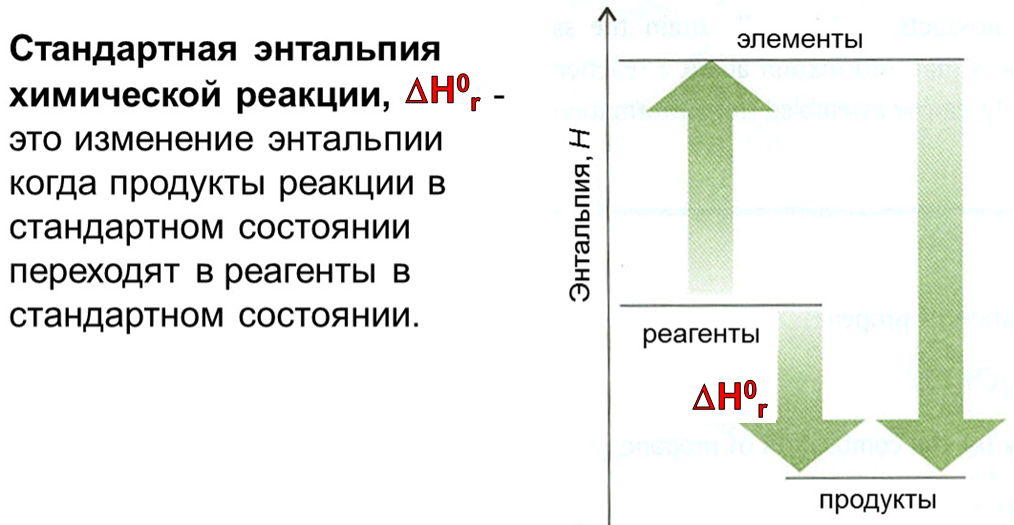 Стандартная энтальпия
химической реакции, ΔH⁰ᵣ -
это изменение энтальпии
когда продукты реакции в
стандартном состоянии
переходят в реагенты в
стандартном состоянии.
элементы
Энтальпия, H
реагенты
ΔH⁰ᵣ
продукты